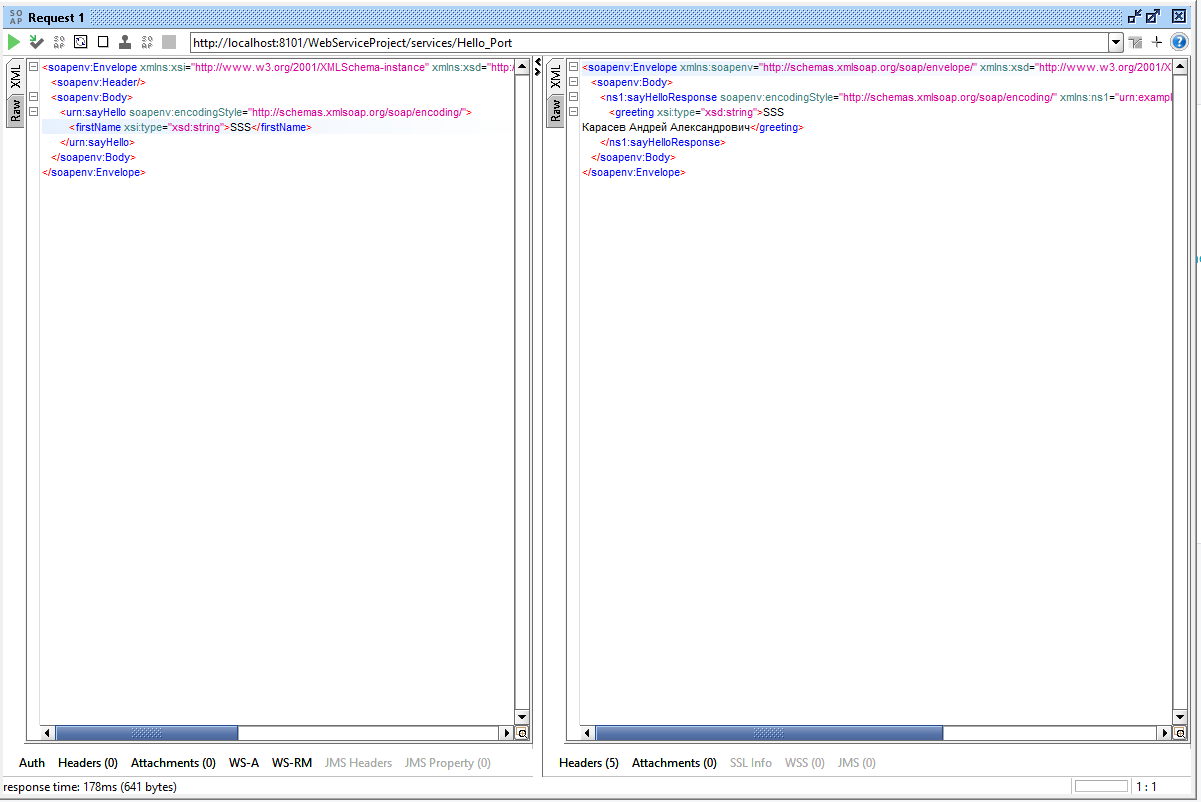 SO AP Request 1
http://localhost:8101/WebServiceProject/services/Hello_Port
XML
Raw
<soapenv:Envelope xmlns:xsi="http://www.w3.org/2001/XMLSchema-instance" xmlns:xsd="http:/
<soapenv:Header/>
<soapenv:Body>
<urn:sayHello soapenv:encodingStyle="http://schemas.xmlsoap.org/soap/encoding/">
<firstName xsi:type="xsd:string">SSS</firstName>
</urn:sayHello>
</soapenv:Body>
</soapenv:Envelope>
XML
Raw
<soapenv:Envelope xmlns:soapenv="http://schemas.xmlsoap.org/soap/envelope/" xmlns:xsd="http://www.w3.org/2001/X
<soapenv:Body>
<ns1:sayHelloResponse soapenv:encodingStyle="http://schemas.xmlsoap.org/soap/encoding/" xmlns:ns1="urn:exampl
<greeting xsi:type="xsd:string">SSS
Карасев Андрей Александрович</greeting>
</ns1:sayHelloResponse>
</soapenv:Body>
</soapenv:Envelope>
Auth Headers (0) Attachments (0) WS-A WS-RM JMS Headers JMS Property (0)
Headers (5) Attachments (0) SSL Info WSS (0) JMS (0)
response time: 178ms (641 bytes)
1 : 1